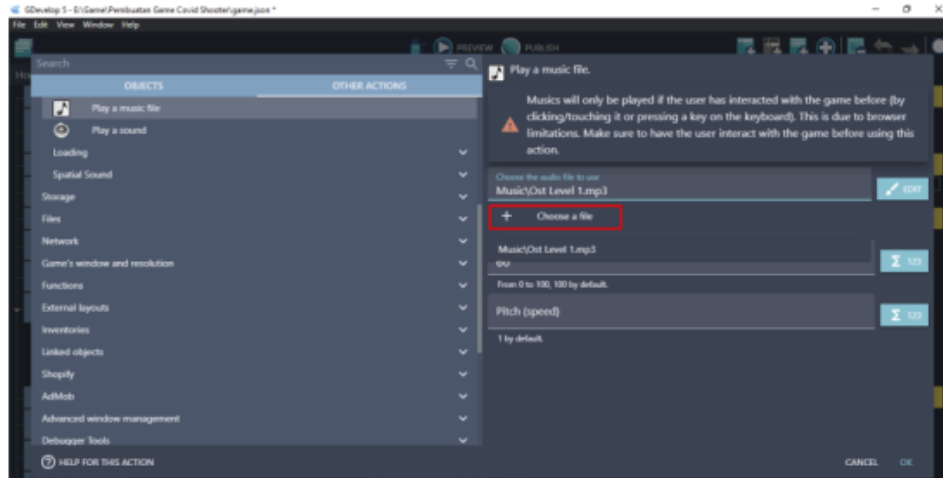 GDevelop 5 - E:\Game\Pembuatan Game Covid Shooter\game.json *
File Edit View Window Help
PREVIEW
PUBLISH
Search
OBJECTS
OTHER ACTIONS
Play a music file
Play a sound
Loading
Spatial Sound
Storage
Files
Network
Game's window and resolution
Functions
External layouts
Inventories
Linked objects
Shopify
AdMob
Advanced window management
Debugger Tools
HELP FOR THIS ACTION
Play a music file.
Musics will only be played if the user has interacted with the game before (by
clicking/touching it or pressing a key on the keyboard). This is due to browser
limitations. Make sure to have the user interact with the game before using this
action.
Choose the audio file to use
Music\Ost Level 1.mp3
EDIT
+ Choose a file
Music\Ost Level 1.mp3
60
Σ 123
From 0 to 100, 100 by default.
Pitch (speed)
Σ 123
1 by default.
CANCEL
OK